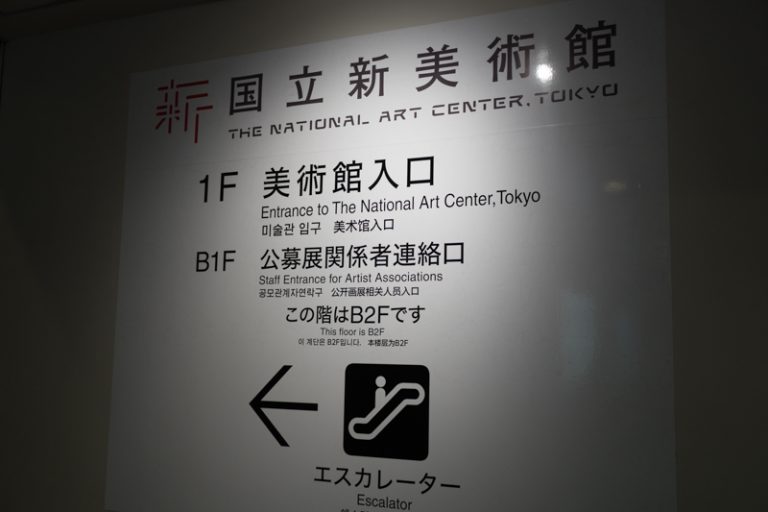 新 国立新美術館
THE NATIONAL ART CENTER, TOKYO
1F 美術館入口
Entrance to The National Art Center,Tokyo
미술관 입구 美术馆入口
B1F 公募展関係者連絡口
Staff Entrance for Artist Associations
공모관계자연락구 公开画展相关人员入口
この階はB2Fです
This floor is B2F
이 계단은 B2F입니다. 本楼层为B2F
エスカレーター
Escalator